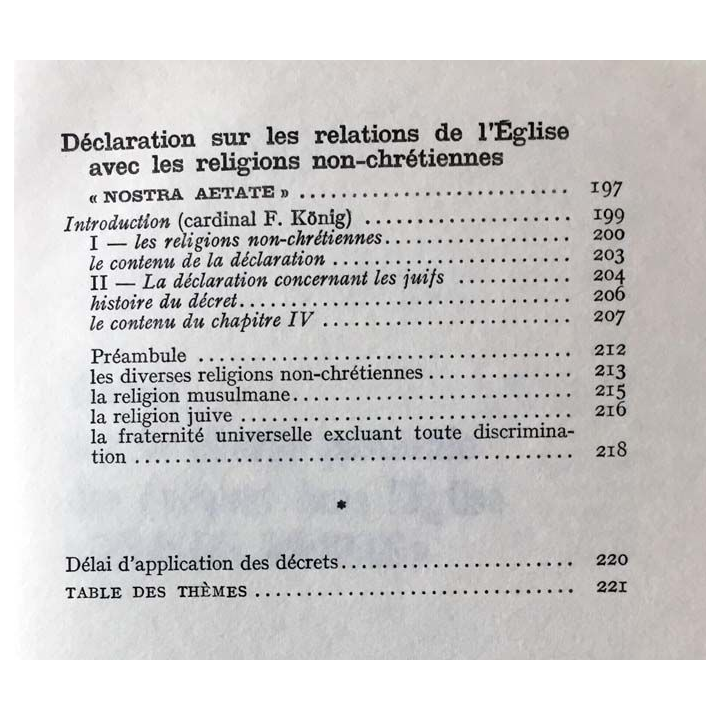 Déclaration sur les relations de l'Église
avec les religions non-chrétiennes
« NOSTRA AETATE » ........................... 197
Introduction (cardinal F. König) ..................... 199
I — les religions non-chrétiennes................... 200
le contenu de la déclaration ........................ 203
II — La déclaration concernant les juifs ........... 204
histoire du décret.................................. 206
le contenu du chapitre IV ......................... 207
Préambule ...................................... 212
les diverses religions non-chrétiennes.............. 213
la religion musulmane............................. 215
la religion juive .................................. 216
la fraternité universelle excluant toute discrimina-
tion ............................................. 218
*
Délai d'application des décrets....................... 220
TABLE DES THÈMES ................................ 221